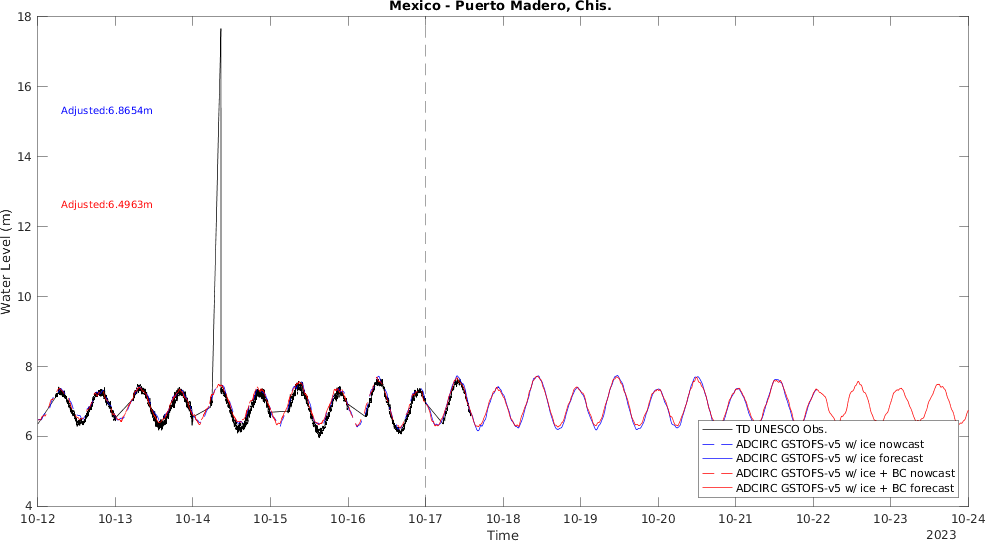 Mexico - Puerto Madero, Chis.
18
16
14
12
10
8
6
4
Water Level (m)
Adjusted:6.8654m
Adjusted:6.4963m
TD UNESCO Obs.
ADCIRC GSTOFS-v5 w/ ice nowcast
ADCIRC GSTOFS-v5 w/ ice forecast
ADCIRC GSTOFS-v5 w/ ice + BC nowcast
ADCIRC GSTOFS-v5 w/ ice + BC forecast
10-12 10-13 10-14 10-15 10-16 10-17 10-18 10-19 10-20 10-21 10-22 10-23 10-24
Time
2023